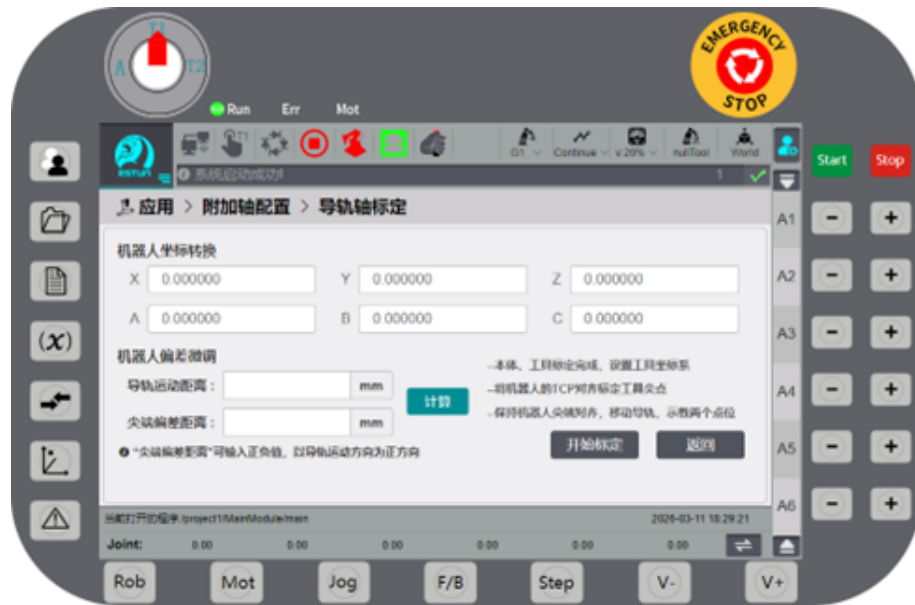 T1
A
T2
EMERGENCY
STOP
Run Err Mot
T1
G1 Continue v 20% nullTool World
ESTUN
系统启动成功! 1
Start Stop
应用 > 附加轴配置 > 导轨轴标定
A1 - +
机器人坐标转换
X 0.000000 Y 0.000000 Z 0.000000
A2 - +
A 0.000000 B 0.000000 C 0.000000
(x)
A3 - +
机器人偏差微调
--本体、工具标定完成,设置工具坐标系
导轨运动距离: mm
--将机器人的TCP对齐标定工具尖点
A4 - +
计算
--保持机器人尖端对齐,移动导轨,示教两个点位
尖端偏差距离: mm
开始标定 返回
“尖端偏差距离”可输入正负值,以导轨运动方向为正方向
A5 - +
A6 - +
当前打开的程序:/project1/MainModule/main 2026-03-11 18:29:21
Joint: 0.00 0.00 0.00 0.00 0.00 0.00
Rob Mot Jog F/B Step V- V+